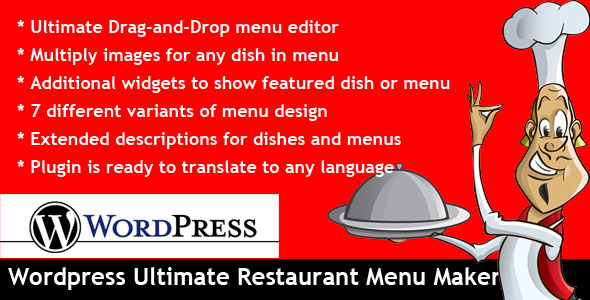 * Ultimate Drag-and-Drop menu editor
* Multiply images for any dish in menu
* Additional widgets to show featured dish or menu
* 7 different variants of menu design
* Extended descriptions for dishes and menus
* Plugin is ready to translate to any language
WORDPRESS
Wordpress Ultimate Restaurant Menu Maker